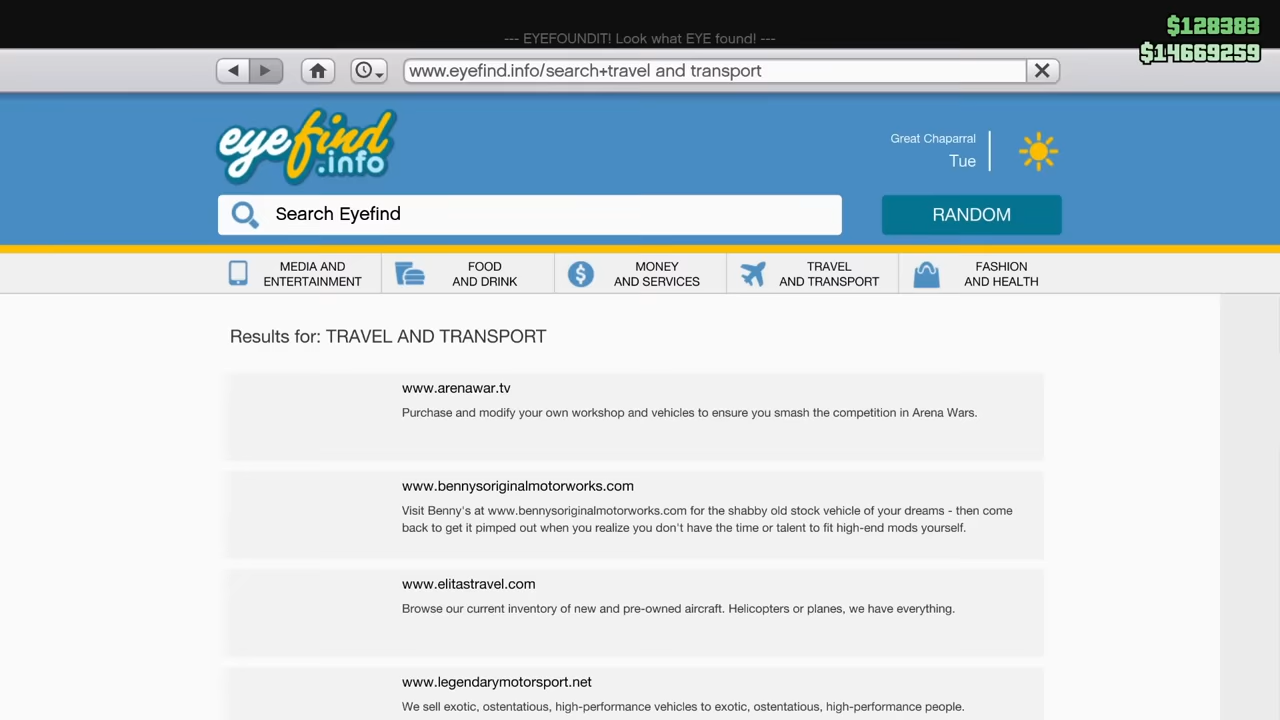 $128383
--- EYEFOUNDIT! Look what EYE found! ---
$14669259
www.eyefind.info/search+travel and transport
eyefind
.info
Great Chaparral
Tue
Search Eyefind
RANDOM
MEDIA AND
ENTERTAINMENT
FOOD
AND DRINK
MONEY
AND SERVICES
TRAVEL
AND TRANSPORT
FASHION
AND HEALTH
Results for: TRAVEL AND TRANSPORT
www.arenawar.tv
Purchase and modify your own workshop and vehicles to ensure you smash the competition in Arena Wars.
www.bennysoriginalmotorworks.com
Visit Benny's at www.bennysoriginalmotorworks.com for the shabby old stock vehicle of your dreams - then come
back to get it pimped out when you realize you don't have the time or talent to fit high-end mods yourself.
www.elitastravel.com
Browse our current inventory of new and pre-owned aircraft. Helicopters or planes, we have everything.
www.legendarymotorsport.net
We sell exotic, ostentatious, high-performance vehicles to exotic, ostentatious, high-performance people.